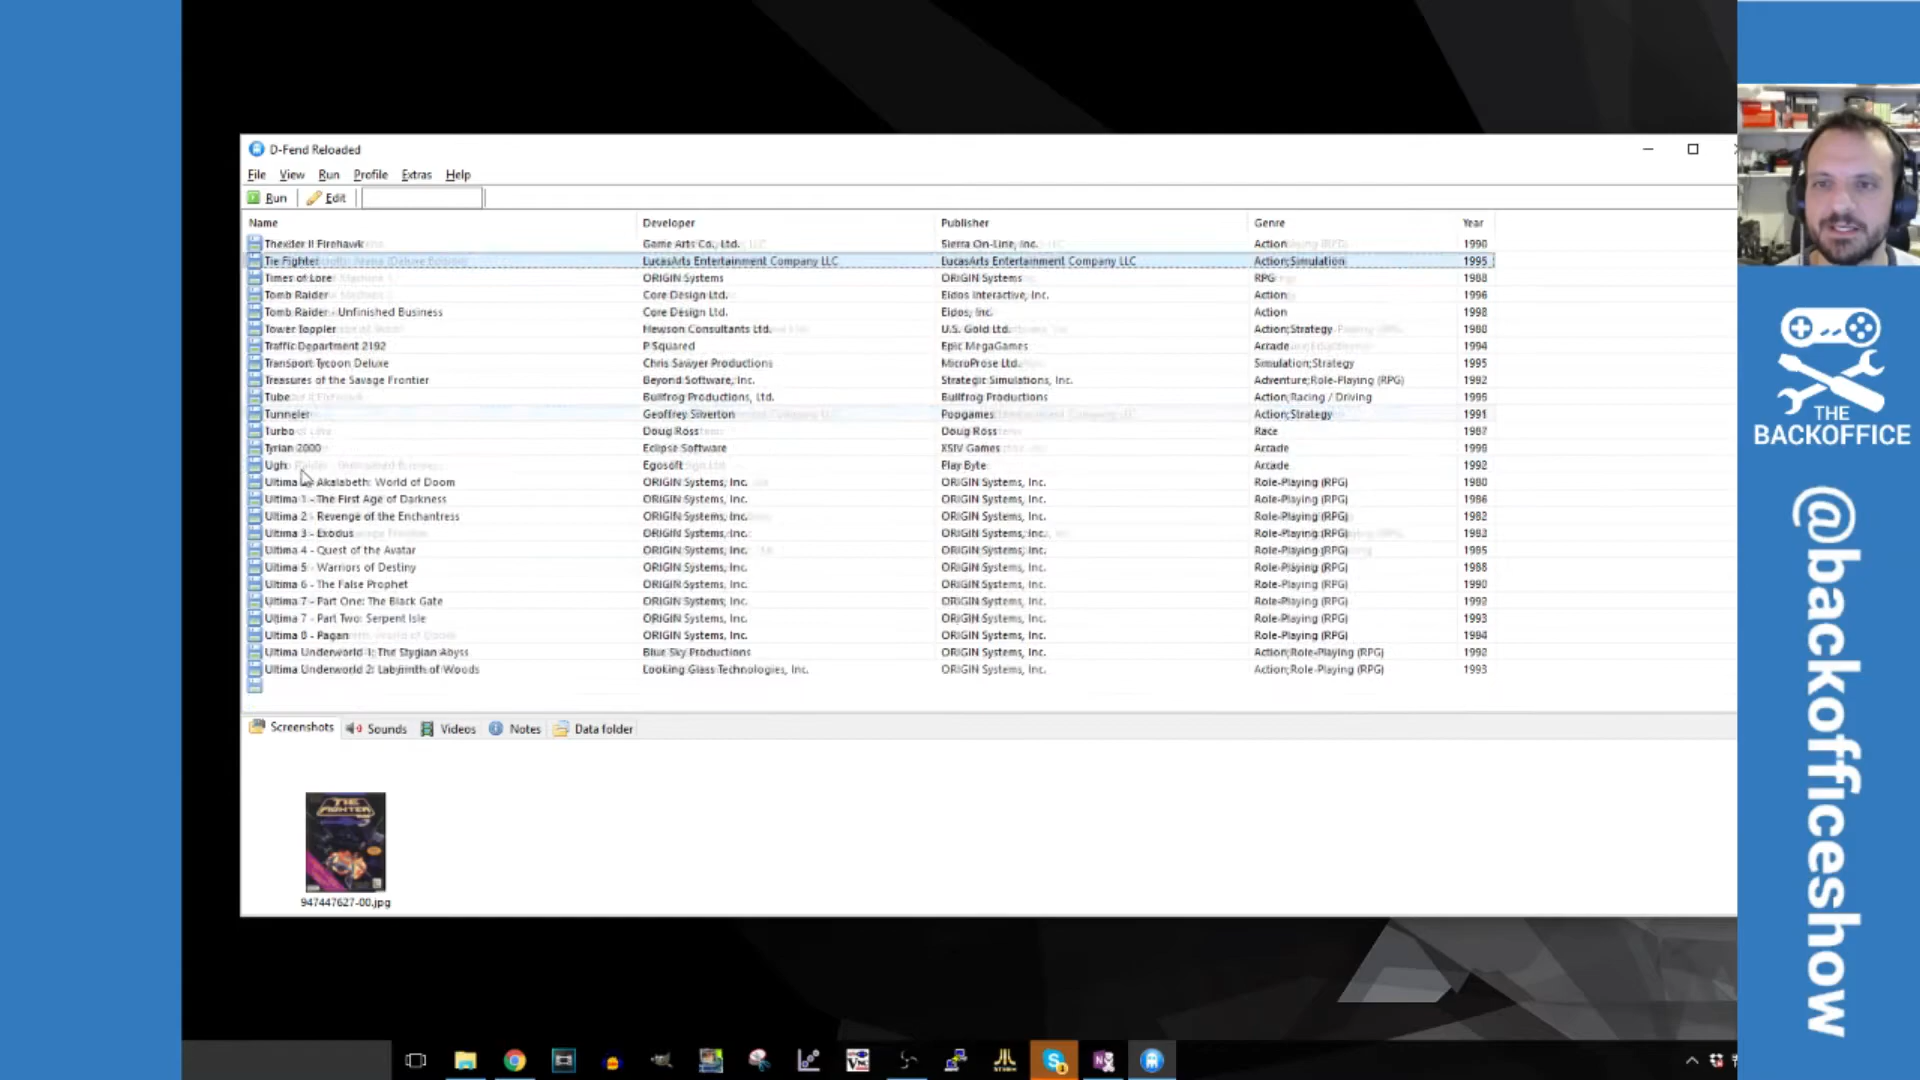 D-Fend Reloaded
File View Run Profile Extras Help
Run Edit
Name Developer Publisher Genre Year
Thexder II Firehawk Game Arts Co., Ltd. Sierra On-Line, Inc. Action 1990
Tie Fighter LucasArts Entertainment Company LLC LucasArts Entertainment Company LLC Action;Simulation 1995
Times of Lore ORIGIN Systems ORIGIN Systems RPG 1988
Tomb Raider Core Design Ltd. Eidos Interactive, Inc. Action 1996
Tomb Raider - Unfinished Business Core Design Ltd. Eidos, Inc. Action 1998
Tower Toppler Hewson Consultants Ltd. U.S. Gold Ltd. Action;Strategy 1988
Traffic Department 2192 P Squared Epic MegaGames Arcade 1994
Transport Tycoon Deluxe Chris Sawyer Productions MicroProse Ltd. Simulation;Strategy 1995
Treasures of the Savage Frontier Beyond Software, Inc. Strategic Simulations, Inc. Adventure;Role-Playing (RPG) 1992
Tube Bullfrog Productions, Ltd. Bullfrog Productions Action;Racing / Driving 1995
Tunneler Geoffrey Silverton Popgames Action;Strategy 1991
Turbo Doug Ross Doug Ross Race 1987
Tyrian 2000 Eclipse Software XSIV Games Arcade 1999
Ugh Egosoft Play Byte Arcade 1992
Ultima Akalabeth: World of Doom ORIGIN Systems, Inc. ORIGIN Systems, Inc. Role-Playing (RPG) 1980
Ultima 1 - The First Age of Darkness ORIGIN Systems, Inc. ORIGIN Systems, Inc. Role-Playing (RPG) 1986
Ultima 2 - Revenge of the Enchantress ORIGIN Systems, Inc. ORIGIN Systems, Inc. Role-Playing (RPG) 1982
Ultima 3 - Exodus ORIGIN Systems, Inc. ORIGIN Systems, Inc. Role-Playing (RPG) 1983
Ultima 4 - Quest of the Avatar ORIGIN Systems, Inc. ORIGIN Systems, Inc. Role-Playing (RPG) 1985
Ultima 5 - Warriors of Destiny ORIGIN Systems, Inc. ORIGIN Systems, Inc. Role-Playing (RPG) 1988
Ultima 6 - The False Prophet ORIGIN Systems, Inc. ORIGIN Systems, Inc. Role-Playing (RPG) 1990
Ultima 7 - Part One: The Black Gate ORIGIN Systems, Inc. ORIGIN Systems, Inc. Role-Playing (RPG) 1992
Ultima 7 - Part Two: Serpent Isle ORIGIN Systems, Inc. ORIGIN Systems, Inc. Role-Playing (RPG) 1993
Ultima 8 - Pagan ORIGIN Systems, Inc. ORIGIN Systems, Inc. Role-Playing (RPG) 1994
Ultima Underworld 1: The Stygian Abyss Blue Sky Productions ORIGIN Systems, Inc. Action;Role-Playing (RPG) 1992
Ultima Underworld 2: Labyrinth of Woods Looking Glass Technologies, Inc. ORIGIN Systems, Inc. Action;Role-Playing (RPG) 1993
Screenshots Sounds Videos Notes Data folder
TIE
FIGHTER
947447627-00.jpg
THE
BACKOFFICE
@backofficeshow